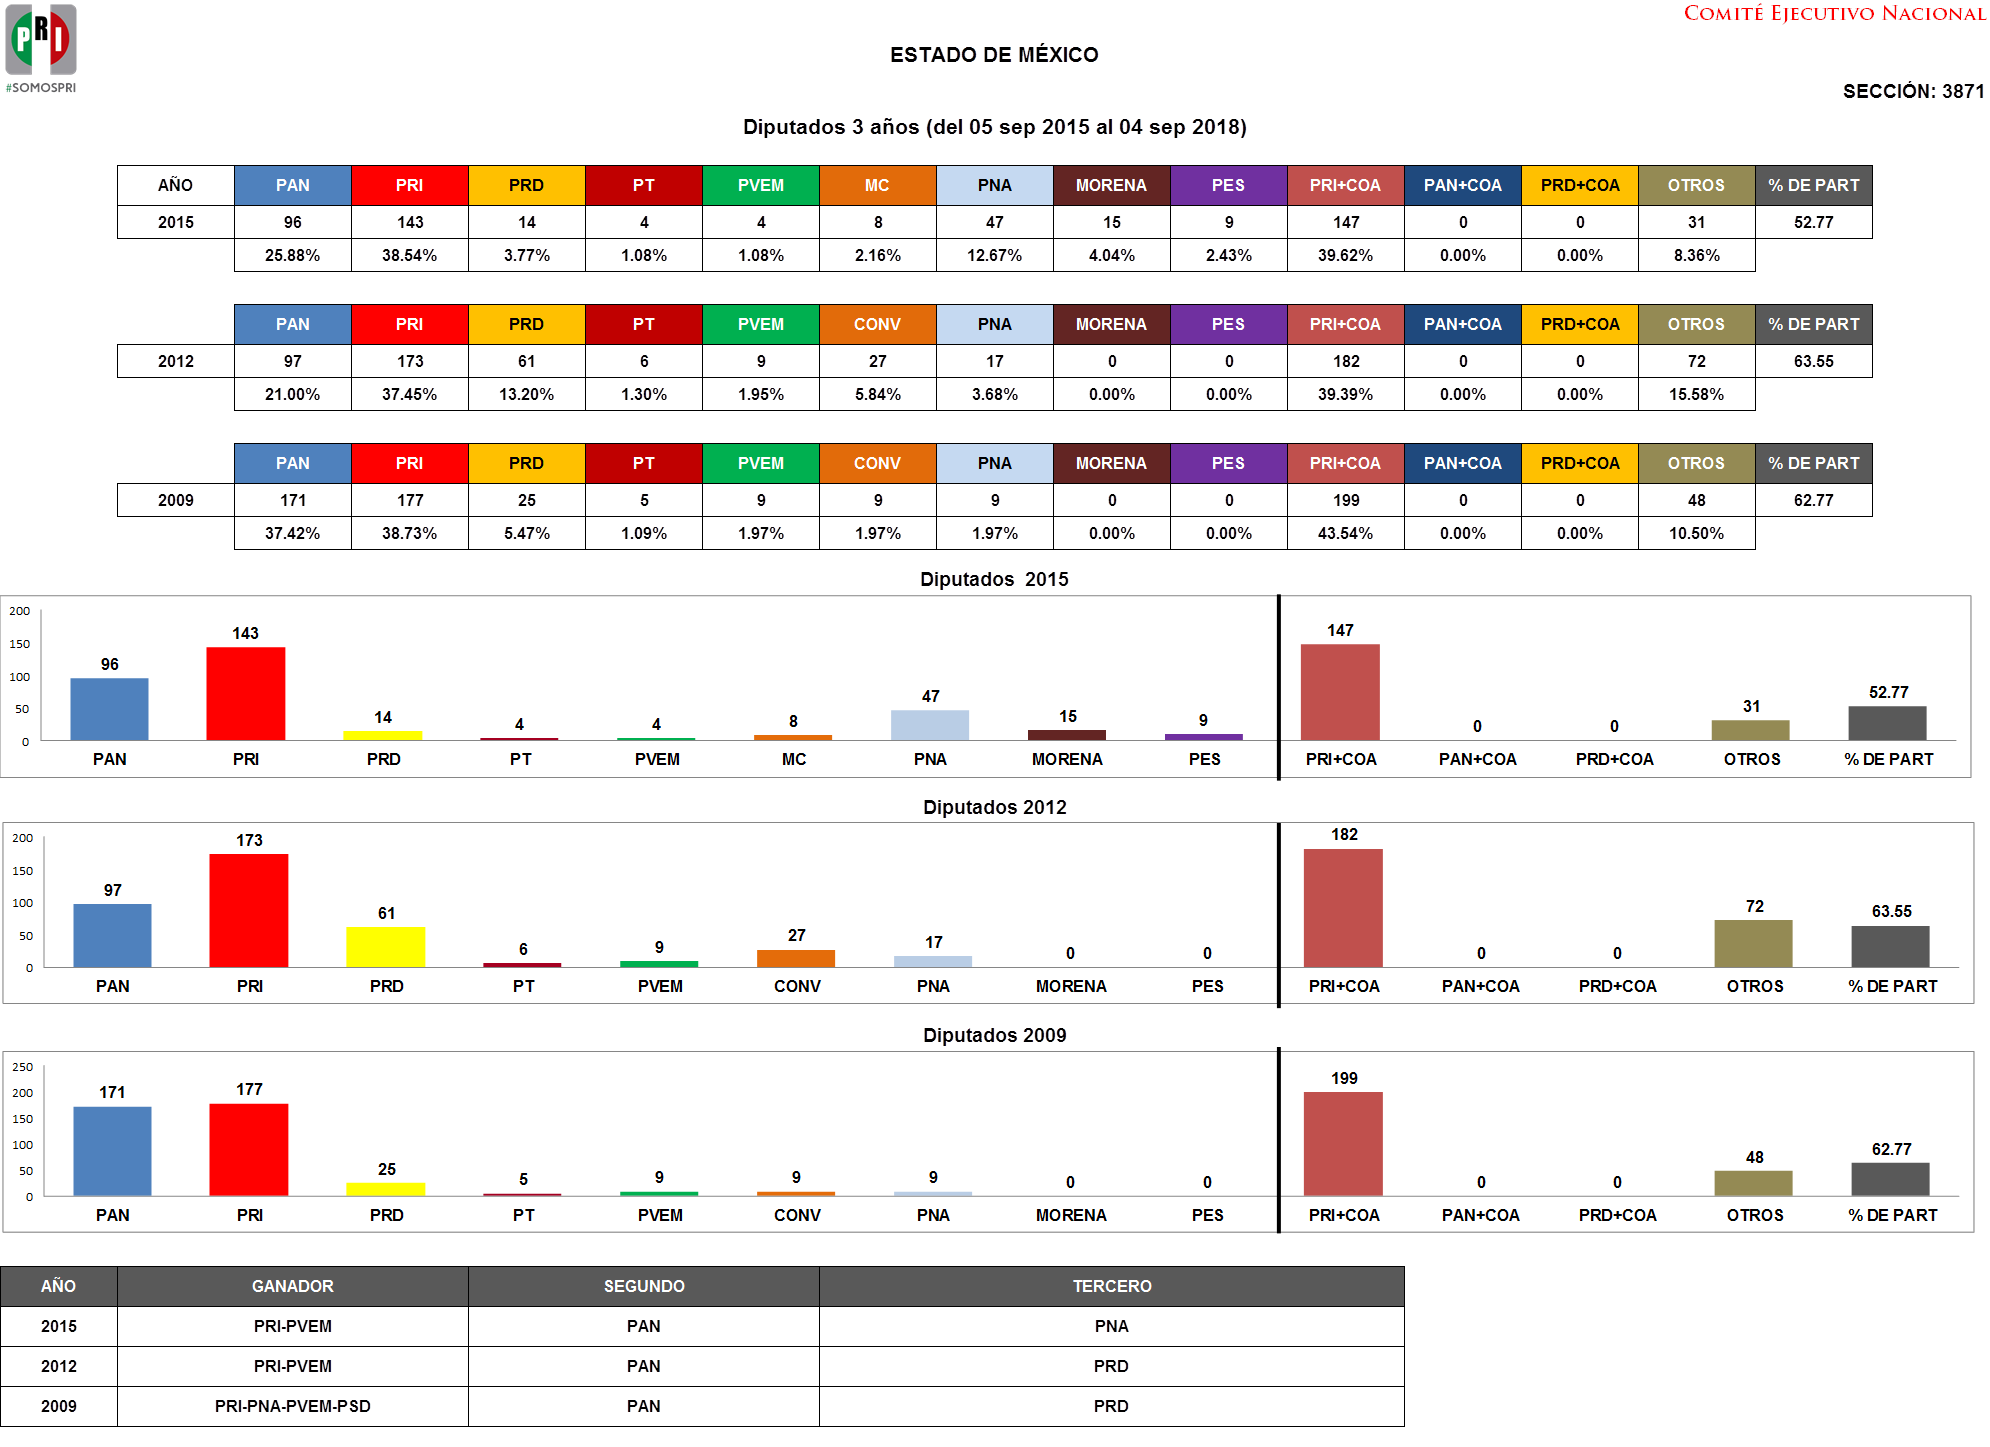 PRI
#SOMOSPRI
COMITÉ EJECUTIVO NACIONAL
ESTADO DE MÉXICO
SECCIÓN: 3871
Diputados 3 años (del 05 sep 2015 al 04 sep 2018)
AÑO PAN PRI PRD PT PVEM MC PNA MORENA PES PRI+COA PAN+COA PRD+COA OTROS % DE PART
2015 96 143 14 4 4 8 47 15 9 147 0 0 31 52.77
25.88% 38.54% 3.77% 1.08% 1.08% 2.16% 12.67% 4.04% 2.43% 39.62% 0.00% 0.00% 8.36%
PAN PRI PRD PT PVEM CONV PNA MORENA PES PRI+COA PAN+COA PRD+COA OTROS % DE PART
2012 97 173 61 6 9 27 17 0 0 182 0 0 72 63.55
21.00% 37.45% 13.20% 1.30% 1.95% 5.84% 3.68% 0.00% 0.00% 39.39% 0.00% 0.00% 15.58%
PAN PRI PRD PT PVEM CONV PNA MORENA PES PRI+COA PAN+COA PRD+COA OTROS % DE PART
2009 171 177 25 5 9 9 9 0 0 199 0 0 48 62.77
37.42% 38.73% 5.47% 1.09% 1.97% 1.97% 1.97% 0.00% 0.00% 43.54% 0.00% 0.00% 10.50%
Diputados 2015
200
150
100
50
0
96 143 14 4 4 8 47 15 9 147 0 0 31 52.77
PAN PRI PRD PT PVEM MC PNA MORENA PES PRI+COA PAN+COA PRD+COA OTROS % DE PART
Diputados 2012
200
150
100
50
0
97 173 61 6 9 27 17 0 0 182 0 0 72 63.55
PAN PRI PRD PT PVEM CONV PNA MORENA PES PRI+COA PAN+COA PRD+COA OTROS % DE PART
Diputados 2009
250
200
150
100
50
0
171 177 25 5 9 9 9 0 0 199 0 0 48 62.77
PAN PRI PRD PT PVEM CONV PNA MORENA PES PRI+COA PAN+COA PRD+COA OTROS % DE PART
AÑO GANADOR SEGUNDO TERCERO
2015 PRI-PVEM PAN PNA
2012 PRI-PVEM PAN PRD
2009 PRI-PNA-PVEM-PSD PAN PRD